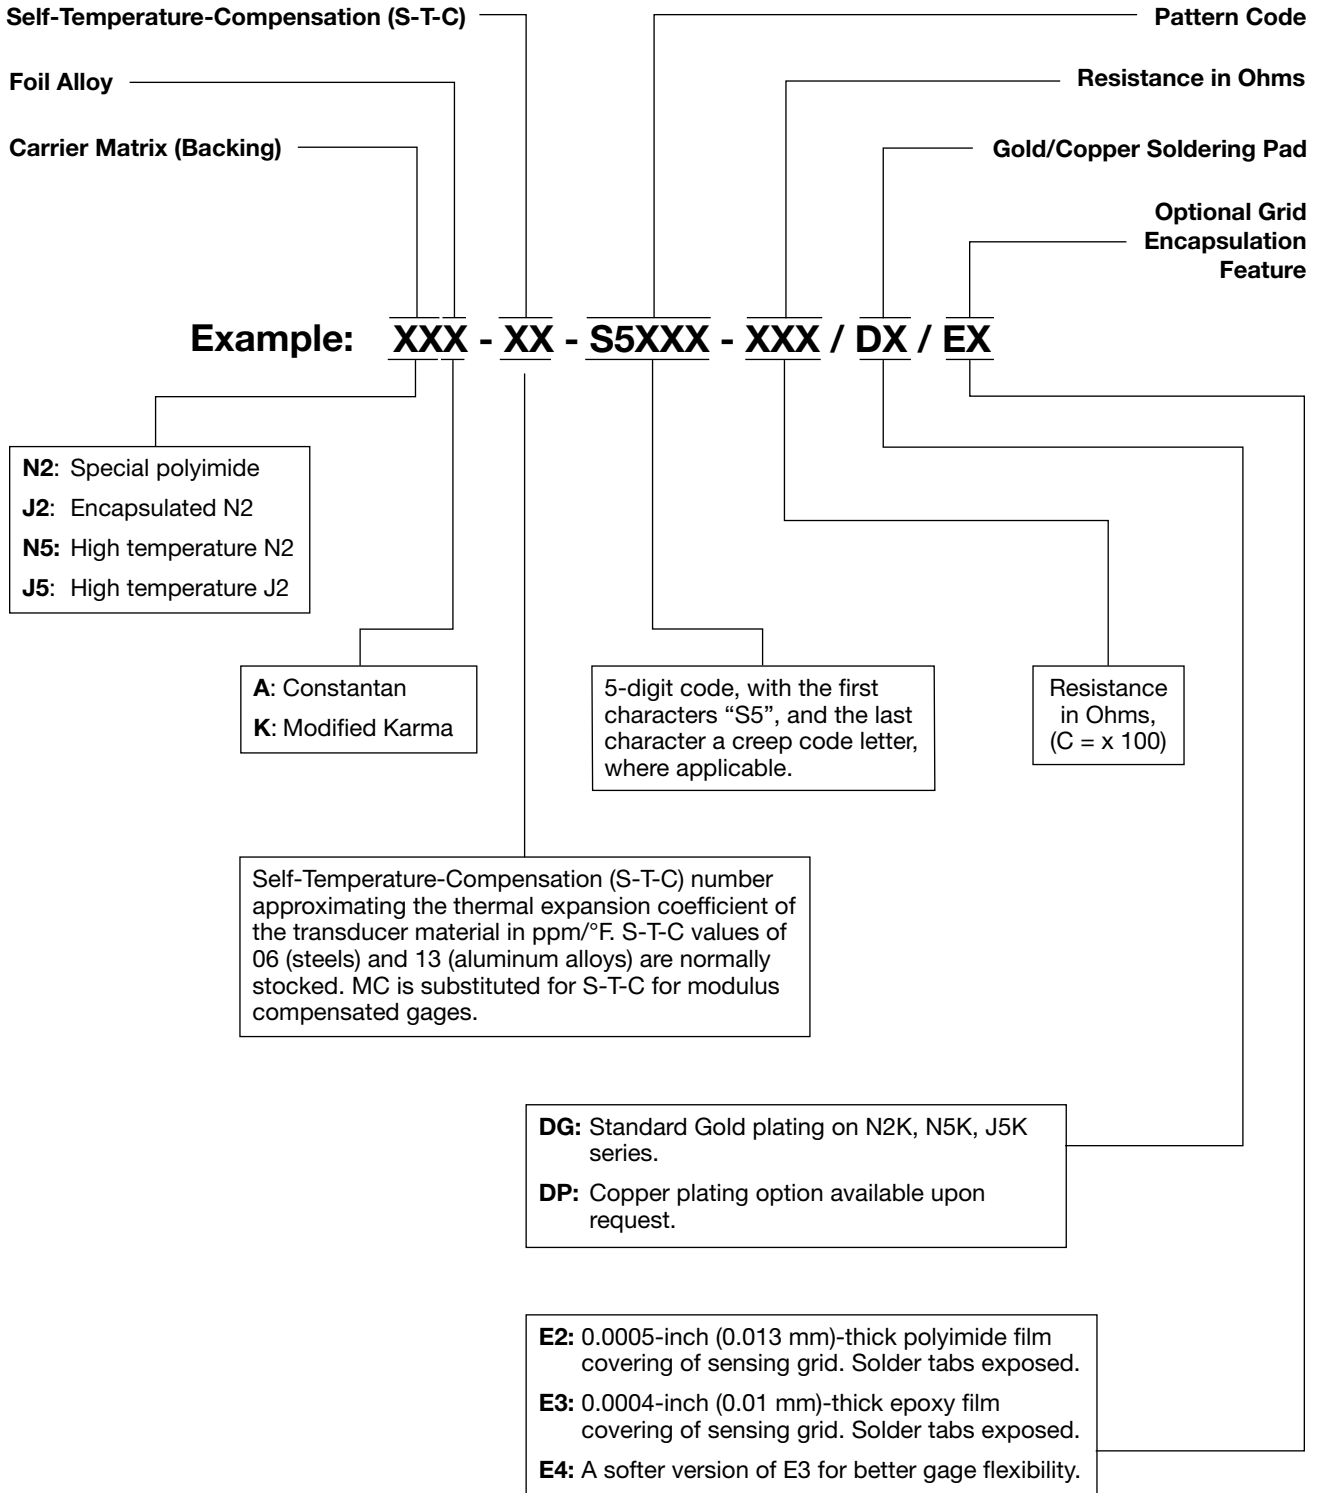 Self-Temperature-Compensation (S-T-C)
Pattern Code
Foil Alloy
Resistance in Ohms
Carrier Matrix (Backing)
Gold/Copper Soldering Pad
Optional Grid
Encapsulation
Feature
Example: XXX - XX - S5XXX - XXX / DX / EX
N2: Special polyimide
J2: Encapsulated N2
N5: High temperature N2
J5: High temperature J2
A: Constantan
K: Modified Karma
5-digit code, with the first
characters “S5”, and the last
character a creep code letter,
where applicable.
Resistance
in Ohms,
(C = x 100)
Self-Temperature-Compensation (S-T-C) number
approximating the thermal expansion coefficient of
the transducer material in ppm/°F. S-T-C values of
06 (steels) and 13 (aluminum alloys) are normally
stocked. MC is substituted for S-T-C for modulus
compensated gages.
DG: Standard Gold plating on N2K, N5K, J5K
series.
DP: Copper plating option available upon
request.
E2: 0.0005-inch (0.013 mm)-thick polyimide film
covering of sensing grid. Solder tabs exposed.
E3: 0.0004-inch (0.01 mm)-thick epoxy film
covering of sensing grid. Solder tabs exposed.
E4: A softer version of E3 for better gage flexibility.